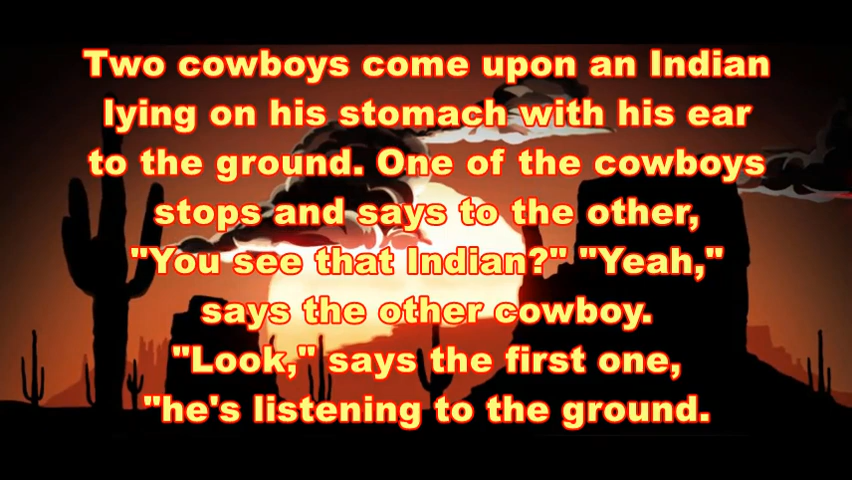 Two cowboys come upon an Indian
lying on his stomach with his ear
to the ground. One of the cowboys
stops and says to the other,
"You see that Indian?" "Yeah,"
says the other cowboy.
"Look," says the first one,
"he's listening to the ground.